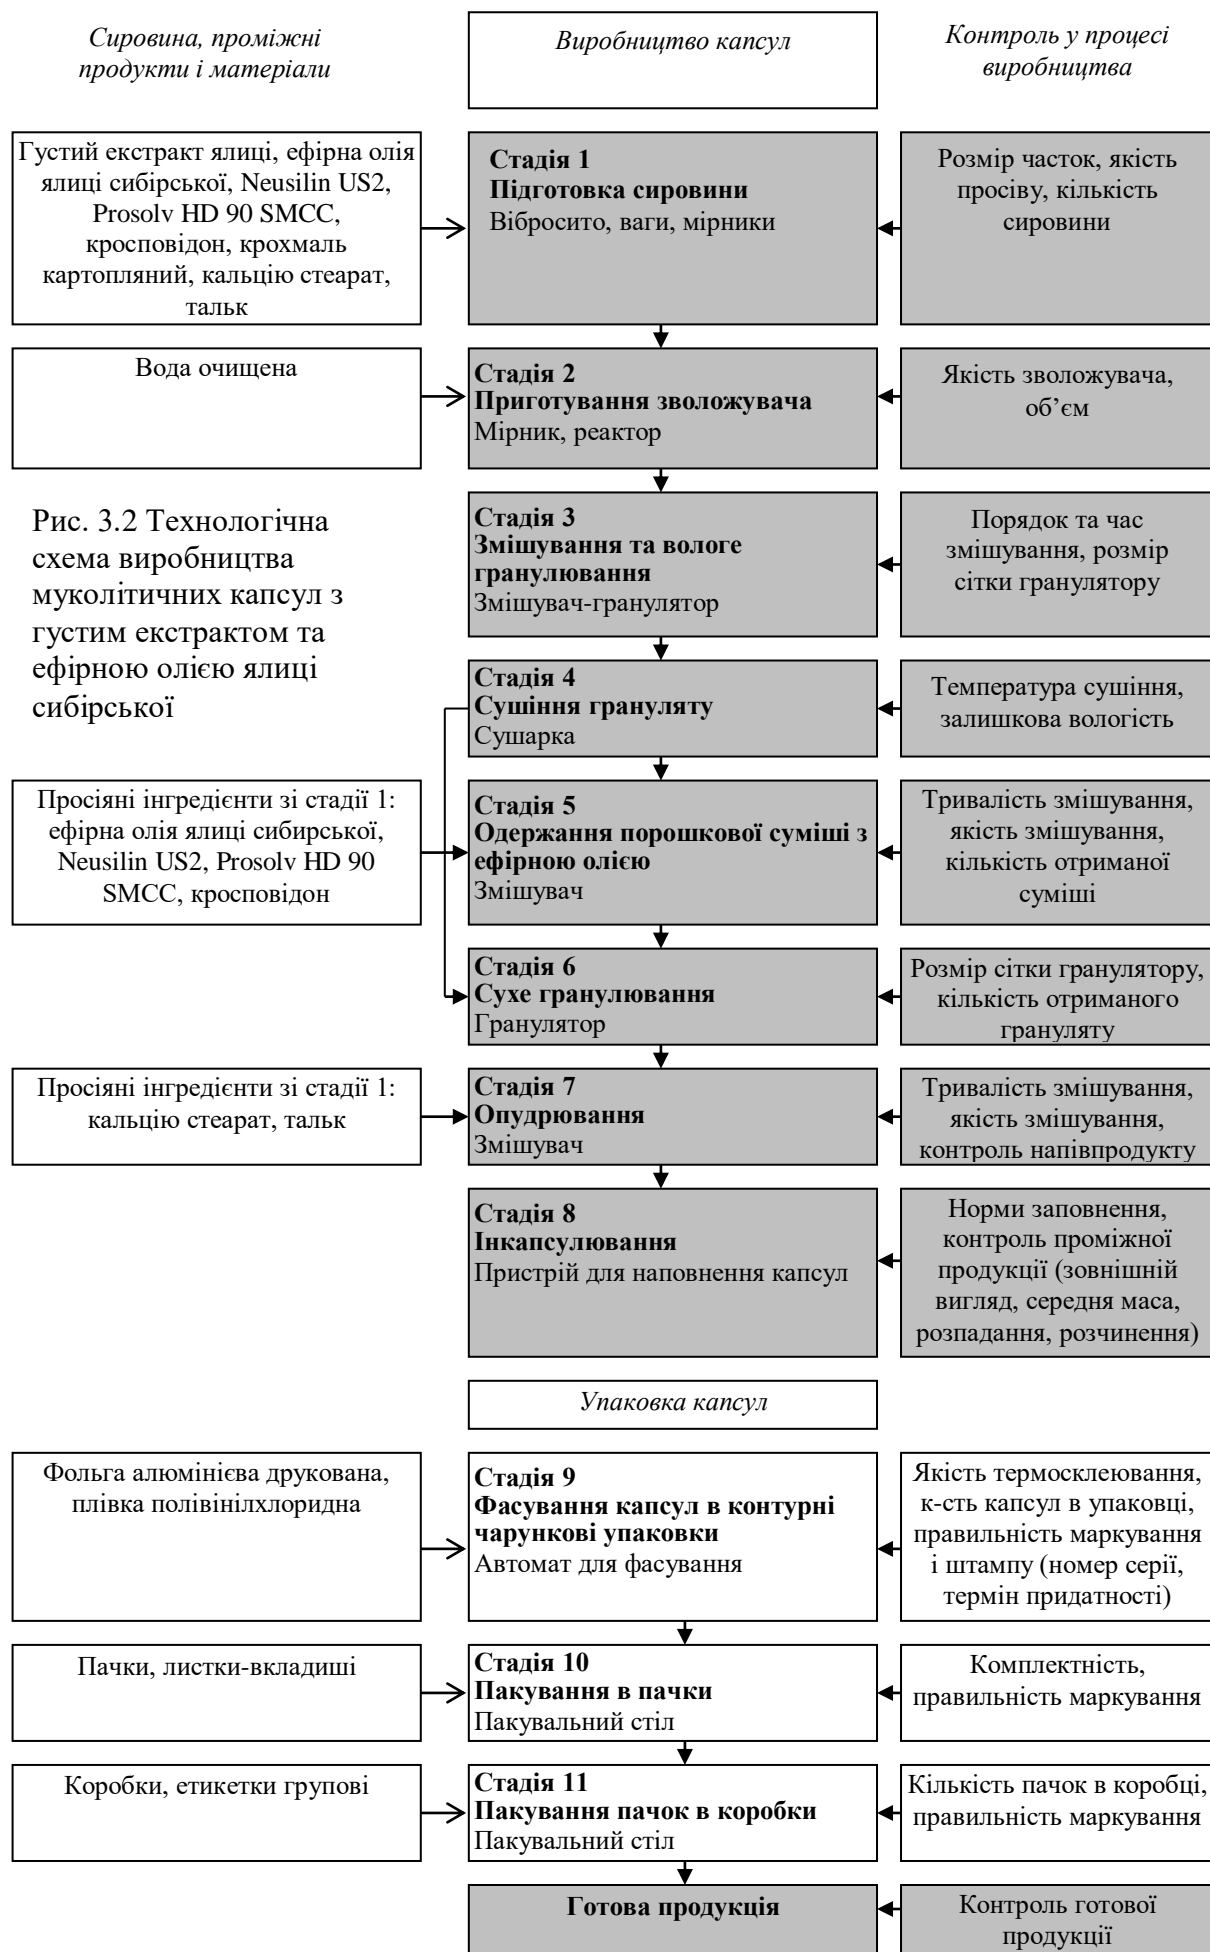 Сировина, проміжні
продукти і матеріали
Виробництво капсул
Контроль у процесі
виробництва
Густий екстракт ялиці, ефірна олія
ялиці сибірської, Neusilin US2,
Prosolv HD 90 SMCC,
кросповідон, крохмаль
картопляний, кальцію стеарат,
тальк
Стадія 1
Підготовка сировини
Вібросито, ваги, мірники
Розмір часток, якість
просіву, кількість
сировини
Вода очищена
Стадія 2
Приготування зволожувача
Мірник, реактор
Якість зволожувача,
об’єм
Рис. 3.2 Технологічна
схема виробництва
муколітичних капсул з
густим екстрактом та
ефірною олією ялиці
сибірської
Стадія 3
Змішування та вологе
гранулювання
Змішувач-гранулятор
Порядок та час
змішування, розмір
сітки гранулятору
Стадія 4
Сушіння грануляту
Сушарка
Температура сушіння,
залишкова вологість
Просіяні інгредієнти зі стадії 1:
ефірна олія ялиці сибирської,
Neusilin US2, Prosolv HD 90
SMCC, кросповідон
Стадія 5
Одержання порошкової суміші з
ефірною олією
Змішувач
Тривалість змішування,
якість змішування,
кількість отриманої
суміші
Стадія 6
Сухе гранулювання
Гранулятор
Розмір сітки гранулятору,
кількість отриманого
грануляту
Просіяні інгредієнти зі стадії 1:
кальцію стеарат, тальк
Стадія 7
Опудрювання
Змішувач
Тривалість змішування,
якість змішування,
контроль напівпродукту
Стадія 8
Інкапсулювання
Пристрій для наповнення капсул
Норми заповнення,
контроль проміжної
продукції (зовнішній
вигляд, середня маса,
розпадання, розчинення)
Упаковка капсул
Фольга алюмінієва друкована,
плівка полівінілхлоридна
Стадія 9
Фасування капсул в контурні
чарункові упаковки
Автомат для фасування
Якість термосклеювання,
к-сть капсул в упаковці,
правильність маркування
і штампу (номер серії,
термін придатності)
Пачки, листки-вкладиші
Стадія 10
Пакування в пачки
Пакувальний стіл
Комплектність,
правильність маркування
Коробки, етикетки групові
Стадія 11
Пакування пачок в коробки
Пакувальний стіл
Кількість пачок в коробці,
правильність маркування
Готова продукція
Контроль готової
продукції